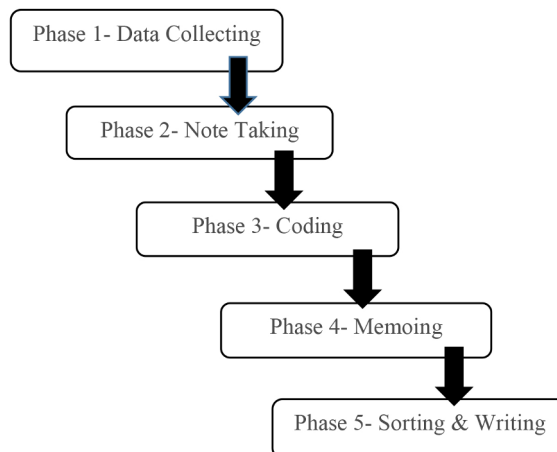 Phase 1- Data Collecting
Phase 2- Note Taking
Phase 3- Coding
Phase 4- Memoing
Phase 5- Sorting & Writing